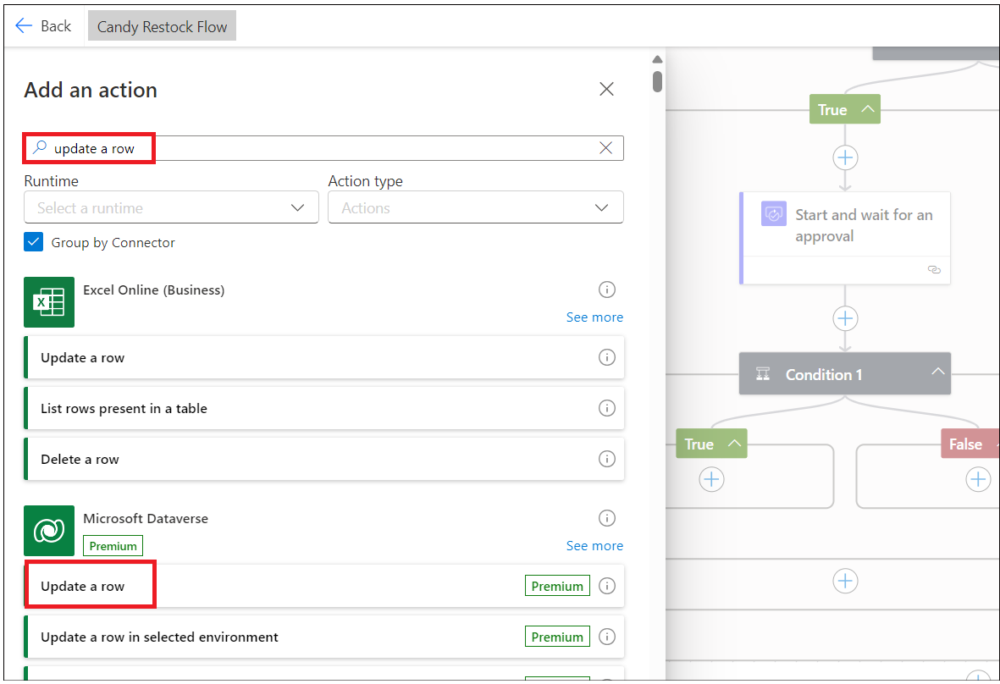 Back
Candy Restock Flow
Add an action
update a row
Runtime
Action type
Select a runtime
Actions
Group by Connector
Excel Online (Business)
See more
Update a row
List rows present in a table
Delete a row
Microsoft Dataverse
Premium
See more
Update a row
Premium
Update a row in selected environment
Premium
True
Start and wait for an
approval
Condition 1
True
False